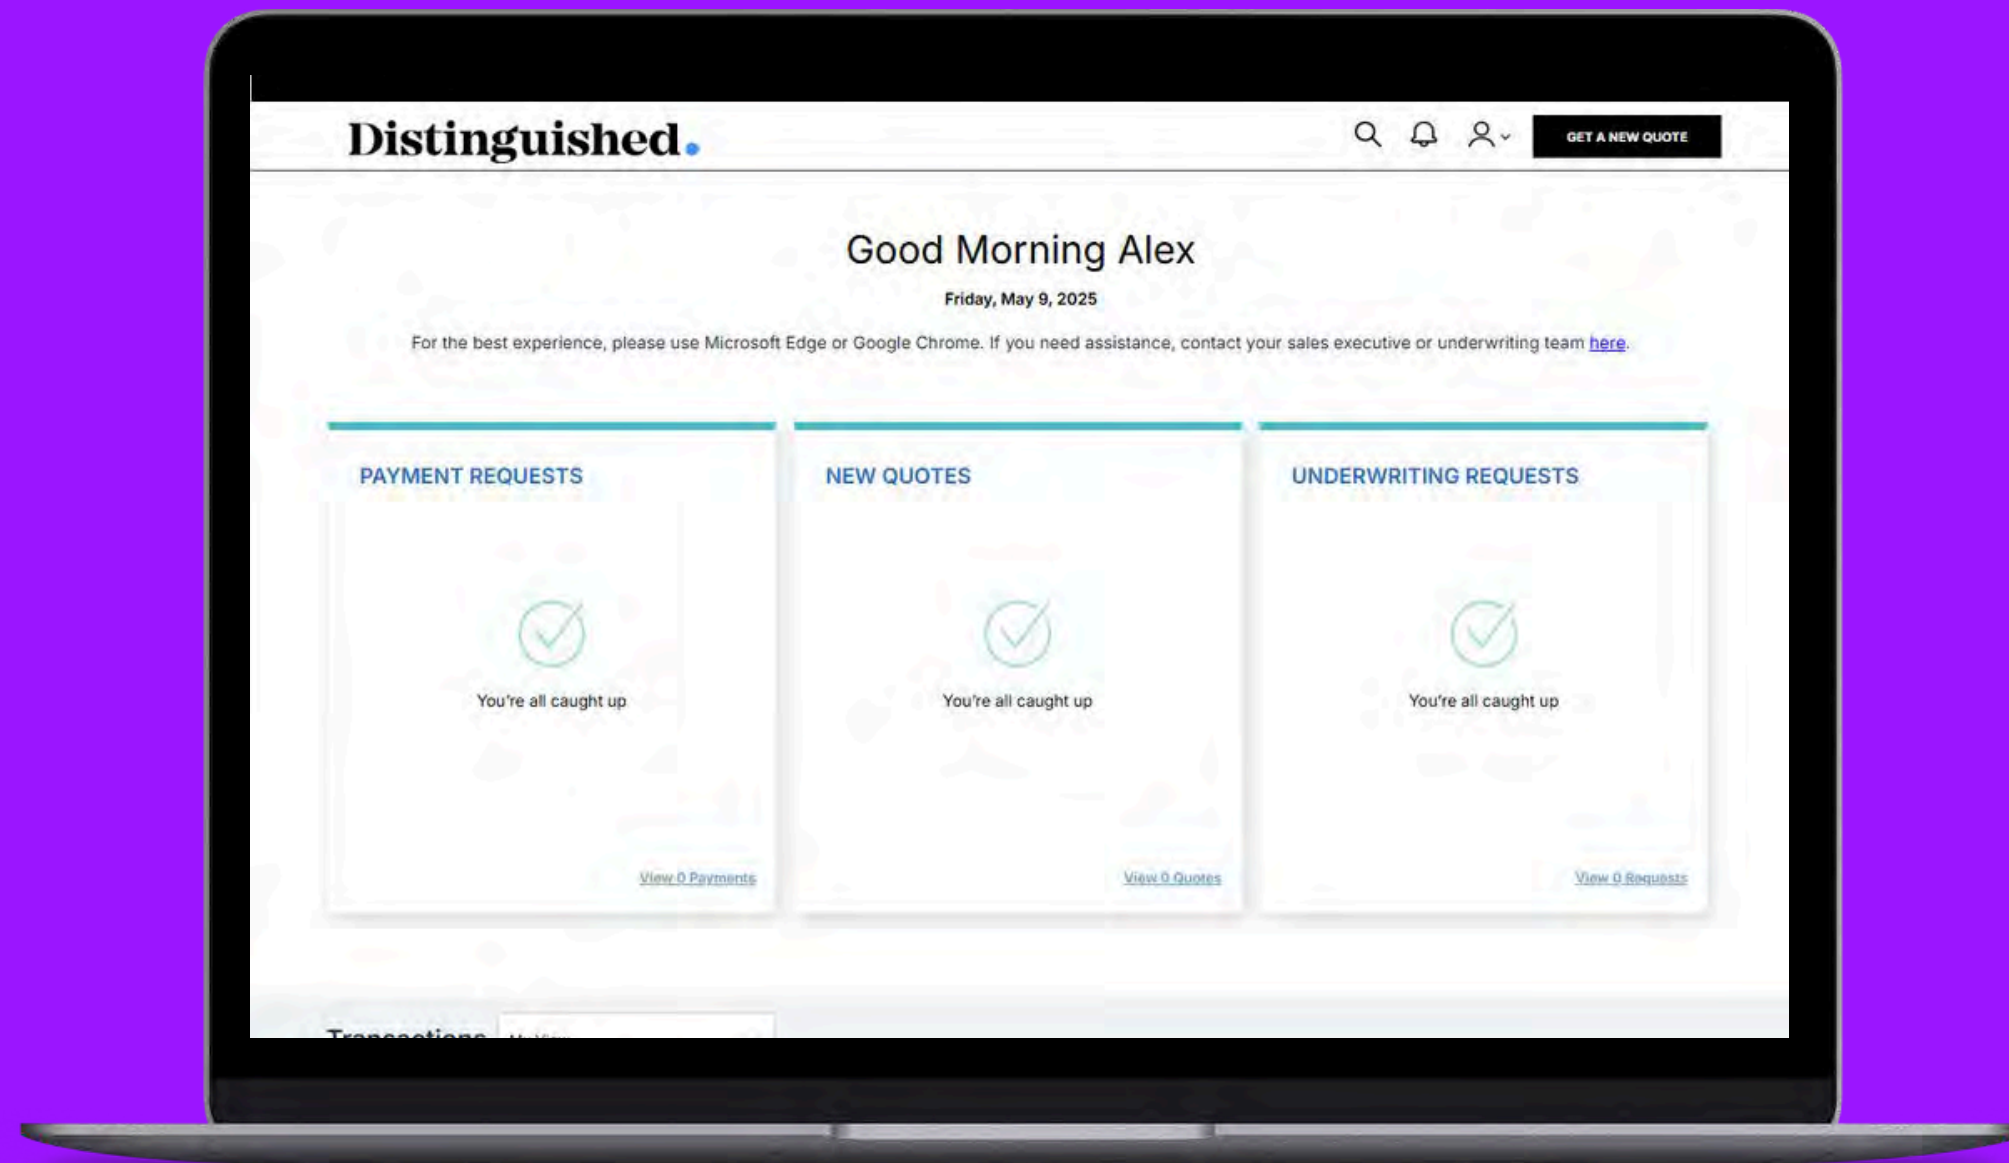 Distinguished.
GET A NEW QUOTE
Good Morning Alex
Friday, May 9, 2025
For the best experience, please use Microsoft Edge or Google Chrome. If you need assistance, contact your sales executive or underwriting team here.
PAYMENT REQUESTS
NEW QUOTES
UNDERWRITING REQUESTS
You're all caught up
You're all caught up
You're all caught up
View 0 Payments
View 0 Quotes
View 0 Requests
Transactions